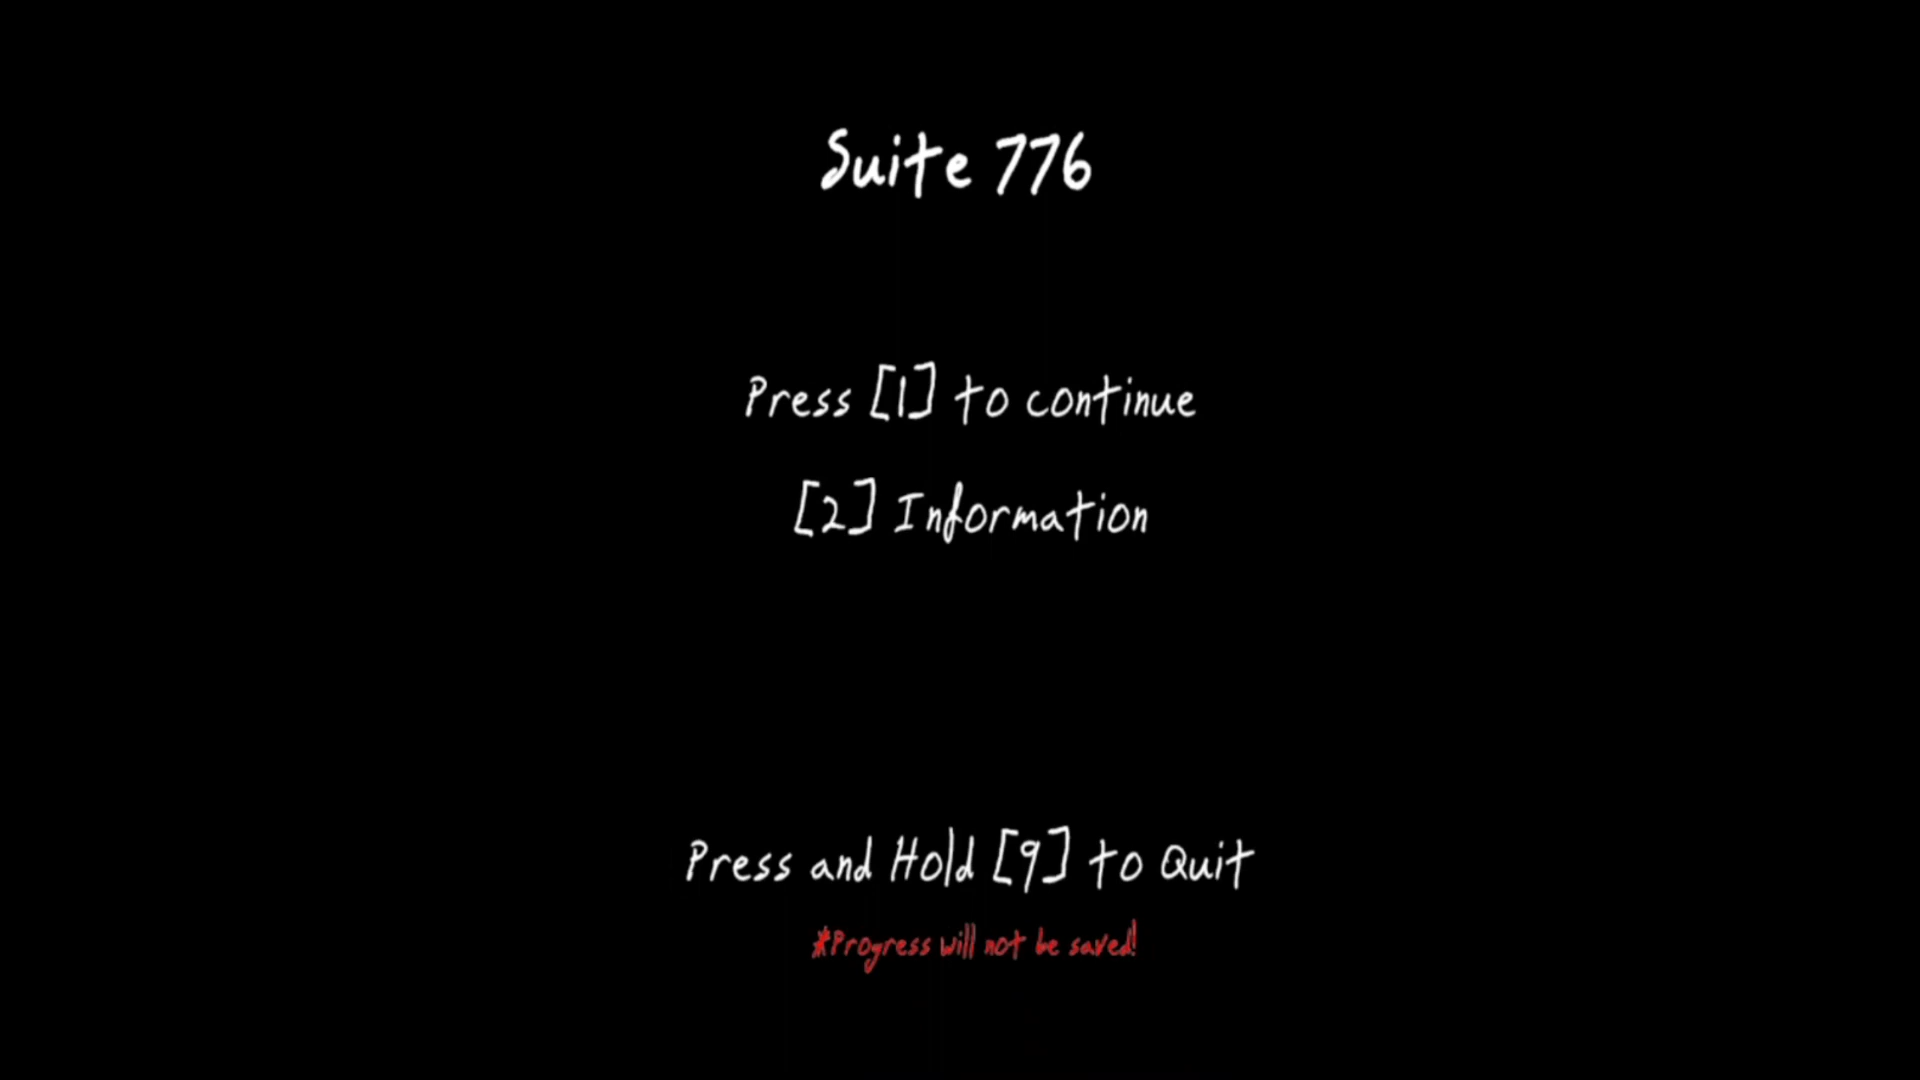 Suite 776
Press [1] to continue
[2] Information
Press and Hold [9] to Quit
*Progress will not be saved!